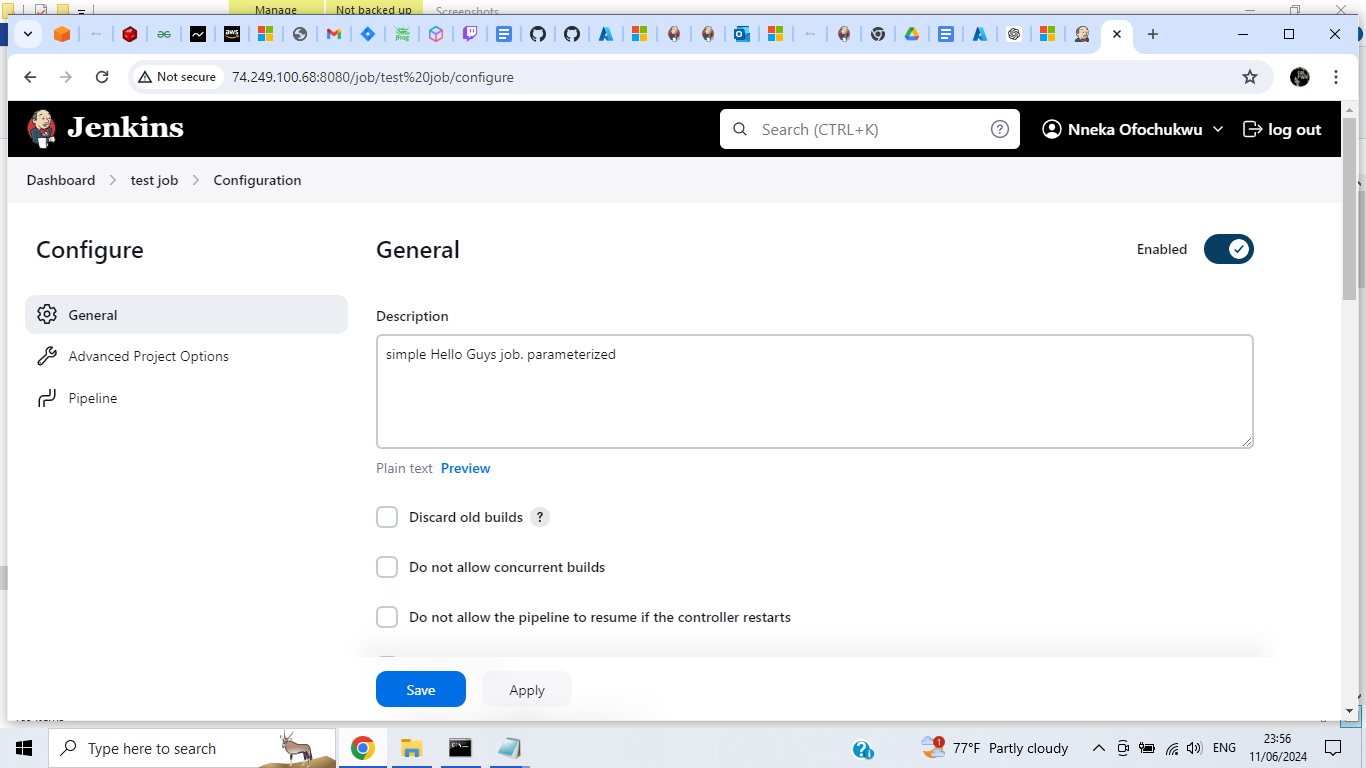 Manage
Not backed up
Screenshots
aws
Not secure
74.249.100.68:8080/job/test%20job/configure
Jenkins
Search (CTRL+K)
?
Nneka Ofochukwu
log out
Dashboard
test job
Configuration
Configure
General
Enabled
General
Advanced Project Options
Pipeline
Description
simple Hello Guys job. parameterized
Plain text Preview
Discard old builds ?
Do not allow concurrent builds
Do not allow the pipeline to resume if the controller restarts
Save
Apply
Type here to search
1
77°F Partly cloudy
ENG
23:56
11/06/2024